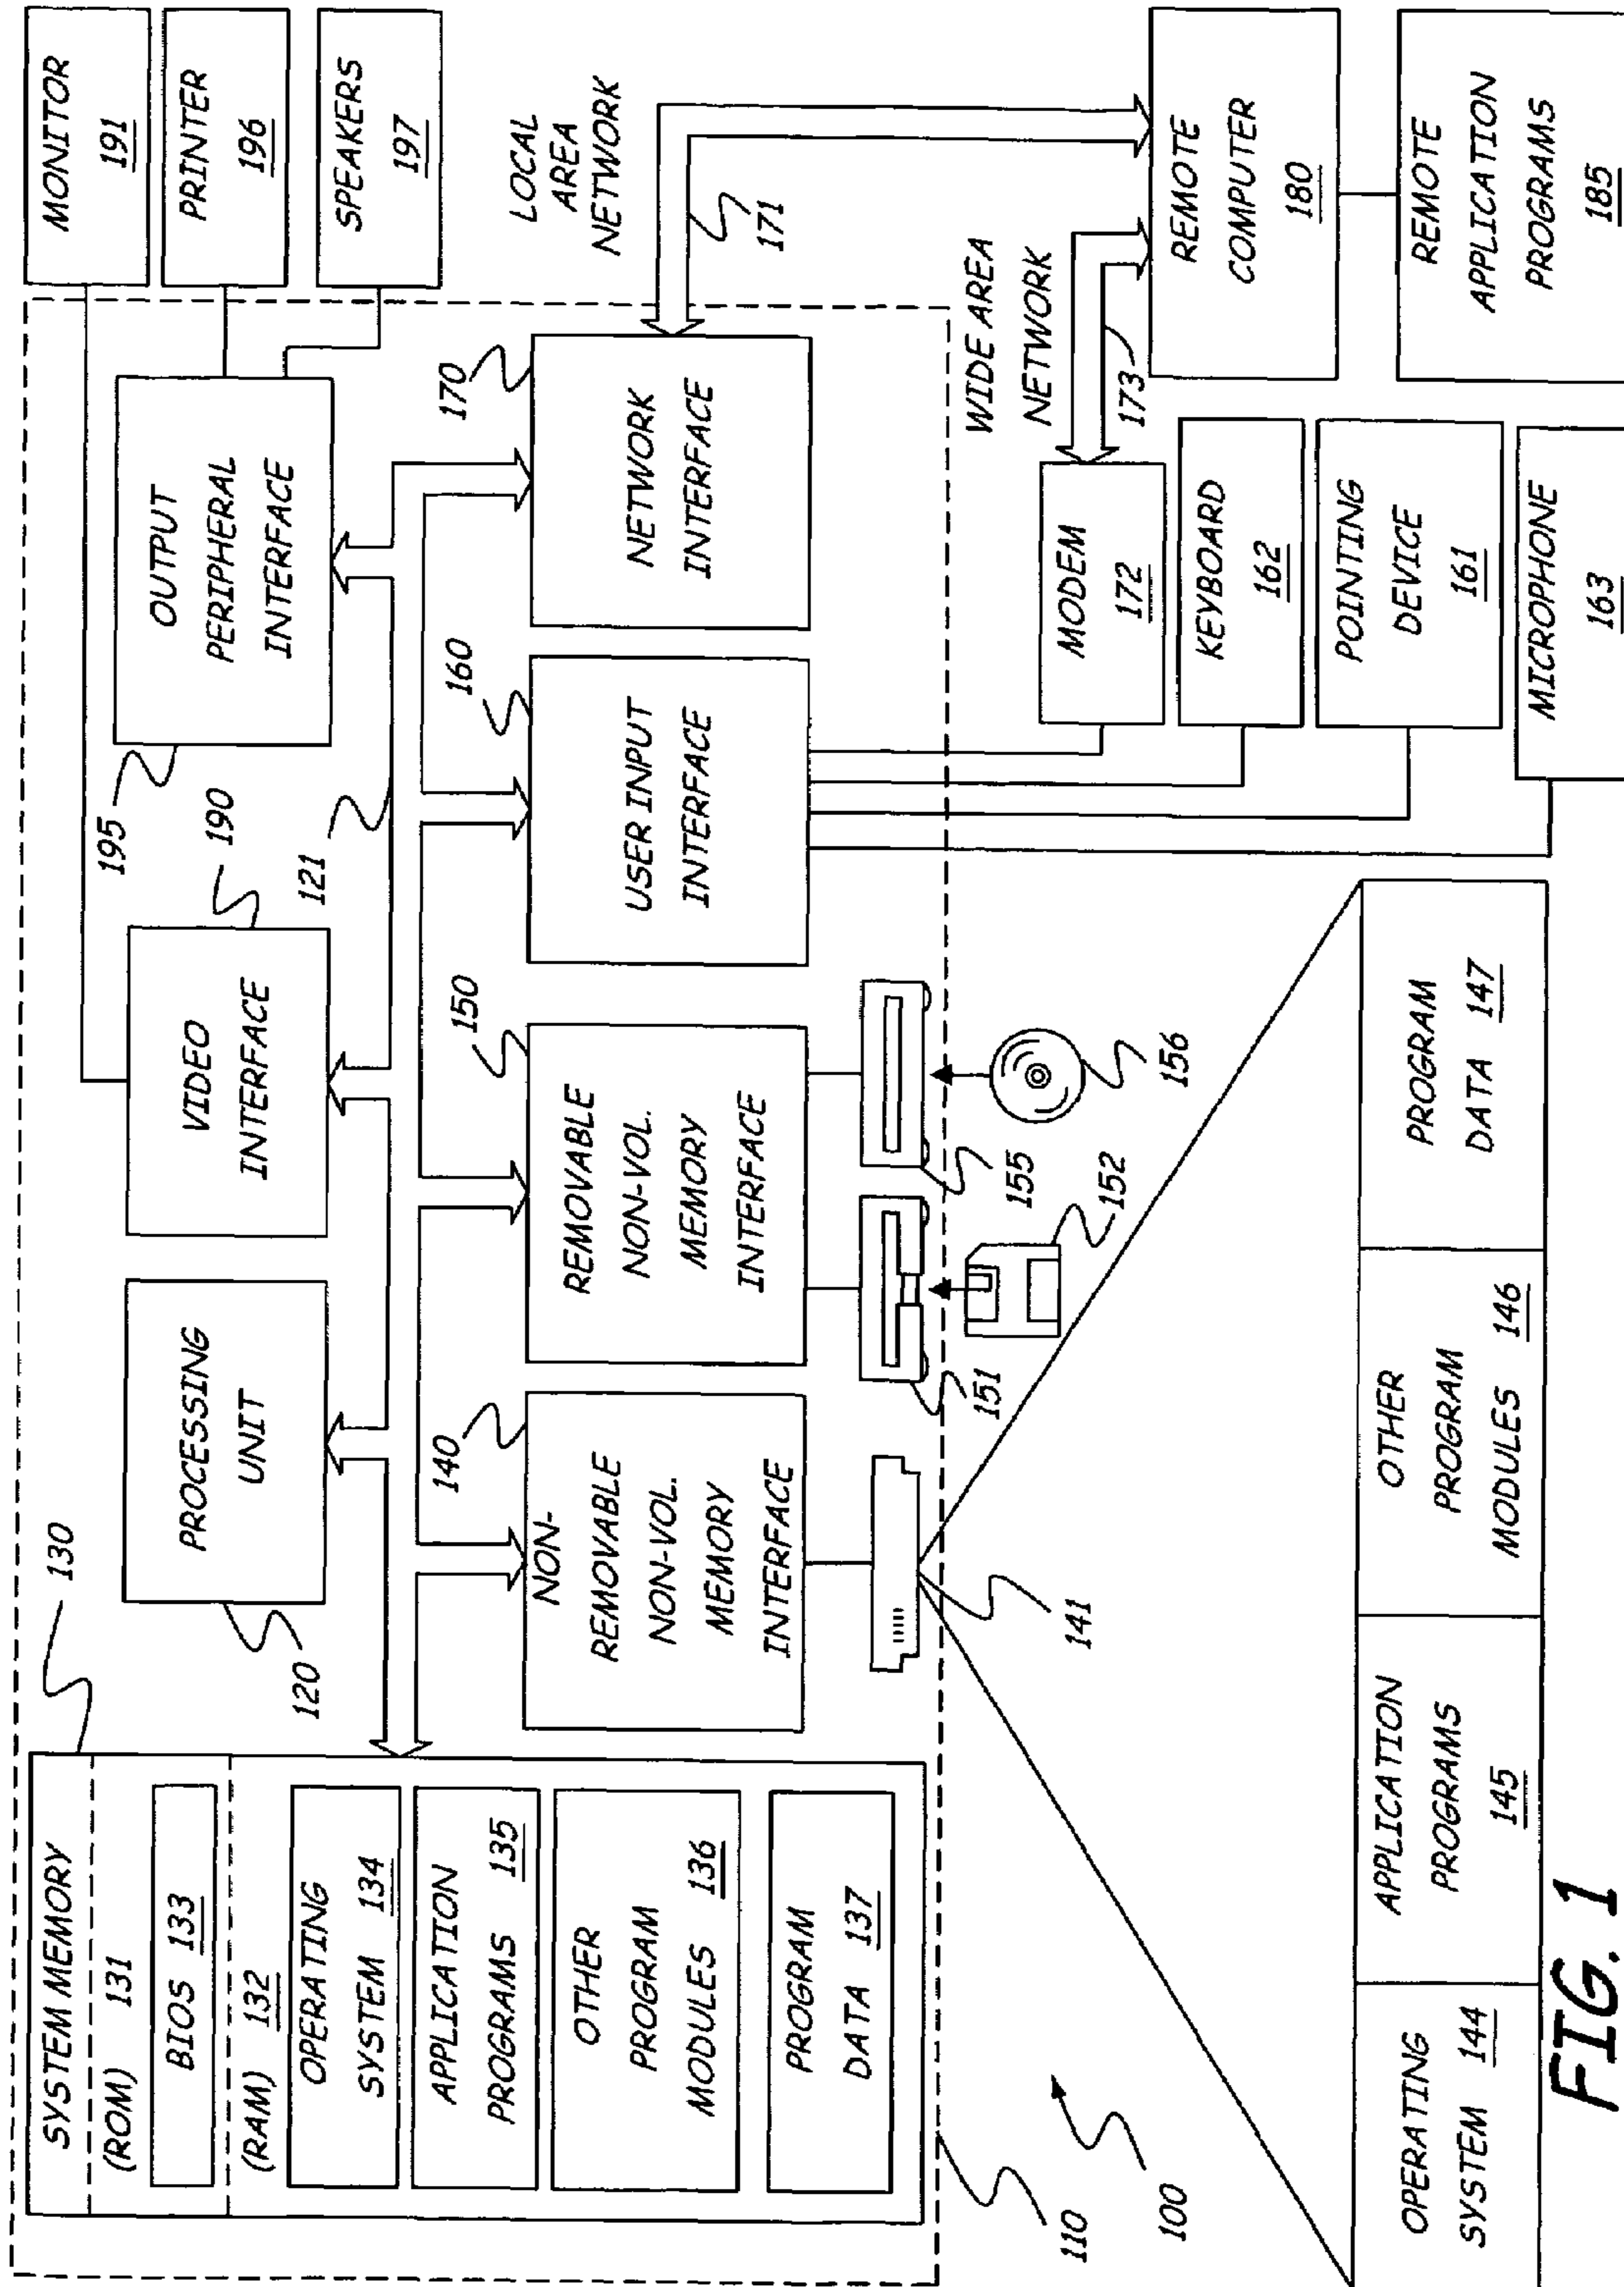 SYSTEM MEMORY
(ROM) 131
BIOS 133
(RAM) 132
OPERATING
SYSTEM 134
APPLICATION
PROGRAMS 135
OTHER
PROGRAM
MODULES 136
PROGRAM
DATA 137
130
PROCESSING
UNIT
120
VIDEO
INTERFACE
190
121
OUTPUT
PERIPHERAL
INTERFACE
195
MONITOR
191
PRINTER
196
SPEAKERS
197
NON-
REMOVABLE
NON-VOL.
MEMORY
INTERFACE
140
REMOVABLE
NON-VOL.
MEMORY
INTERFACE
150
USER INPUT
INTERFACE
160
NETWORK
INTERFACE
170
LOCAL
AREA
NETWORK
171
141
151
152
155
156
WIDE AREA
NETWORK
173
MODEM
172
KEYBOARD
162
POINTING
DEVICE
161
MICROPHONE
163
REMOTE
COMPUTER
180
REMOTE
APPLICATION
PROGRAMS
185
110
100
OPERATING
SYSTEM 144
APPLICATION
PROGRAMS
145
OTHER
PROGRAM
MODULES 146
PROGRAM
DATA 147
FIG. 1